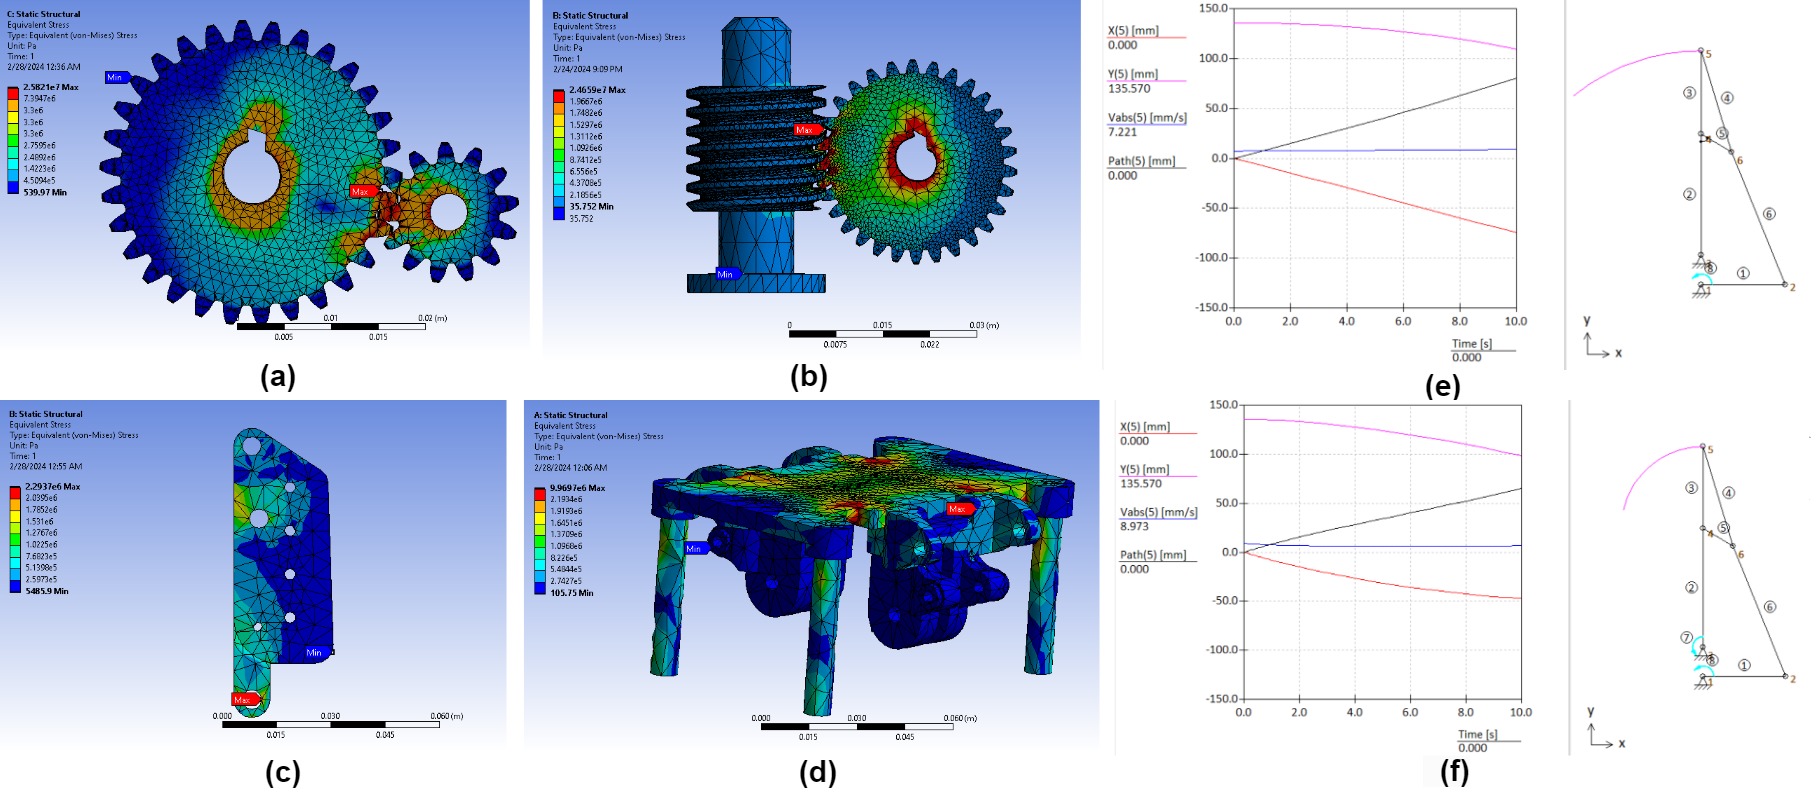 C: Static Structural
Equivalent Stress
Type: Equivalent (von-Mises) Stress
Unit: Pa
Time: 1
2/28/2024 12:36 AM
2.5821e7 Max
7.3947e6
3.3e6
3.3e6
3.3e6
2.7595e6
2.4892e6
1.4223e6
4.5094e5
539.97 Min
Min
Max
0.01
0.02 (m)
0.005
0.015
(a)
B: Static Structural
Equivalent Stress
Type: Equivalent (von-Mises) Stress
Unit: Pa
Time: 1
2/24/2024 9:09 PM
2.4659e7 Max
1.9667e6
1.7482e6
1.5297e6
1.3112e6
1.0926e6
8.7412e5
6.556e5
4.3708e5
2.1856e5
35.752 Min
35.752
Max
Min
0
0.015
0.03 (m)
0.0075
0.022
(b)
X(5) [mm]
0.000
Y(5) [mm]
135.570
Vabs(5) [mm/s]
7.221
Path(5) [mm]
0.000
150.0
100.0
50.0
0.0
-50.0
-100.0
-150.0
0.0 2.0 4.0 6.0 8.0 10.0
Time [s]
0.000
5
3
4
5
6
2
6
8
1
1
2
y
x
(e)
B: Static Structural
Equivalent Stress
Type: Equivalent (von-Mises) Stress
Unit: Pa
Time: 1
2/28/2024 12:55 AM
2.2937e6 Max
2.0395e6
1.7852e6
1.531e6
1.2767e6
1.0225e6
7.6823e5
5.1398e5
2.5973e5
5485.9 Min
Min
Max
0.000
0.030
0.060 (m)
0.015
0.045
(c)
A: Static Structural
Equivalent Stress
Type: Equivalent (von-Mises) Stress
Unit: Pa
Time: 1
2/28/2024 12:06 AM
9.9697e6 Max
2.1934e6
1.9193e6
1.6451e6
1.3709e6
1.0968e6
8.226e5
5.4844e5
2.7427e5
105.75 Min
Max
Min
0.000
0.030
0.060 (m)
0.015
0.045
(d)
X(5) [mm]
0.000
Y(5) [mm]
135.570
Vabs(5) [mm/s]
8.973
Path(5) [mm]
0.000
150.0
100.0
50.0
0.0
-50.0
-100.0
-150.0
0.0 2.0 4.0 6.0 8.0 10.0
Time [s]
0.000
5
3
4
5
4
6
2
6
7
8
1
1
2
y
x
(f)